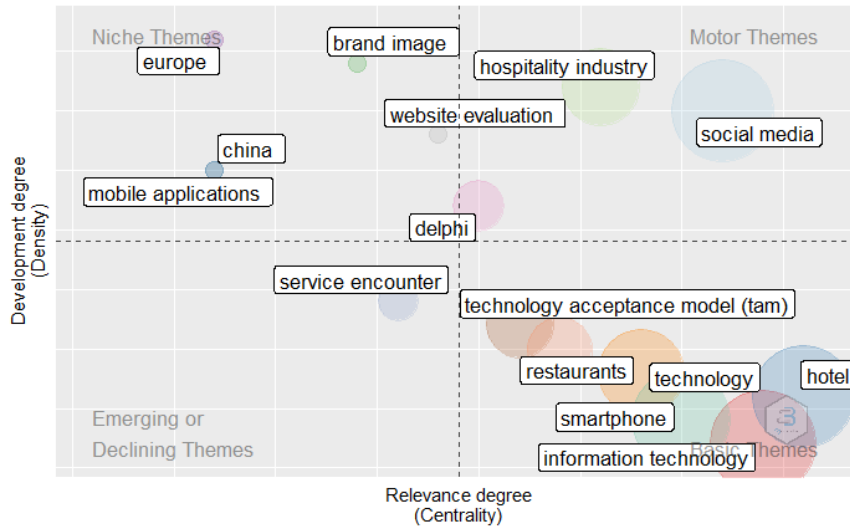 Niche Themes
Motor Themes
brand image
europe
hospitality industry
website evaluation
social media
china
mobile applications
delphi
service encounter
technology acceptance model (tam)
restaurants
technology
hotel
smartphone
Emerging or
Declining Themes
Basic Themes
information technology
Development degree
(Density)
Relevance degree
(Centrality)